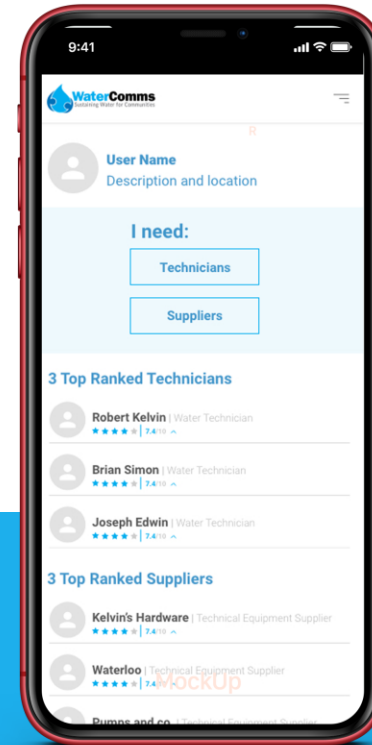 9:41
WaterComms
Sustaining Water for Communities
R
User Name
Description and location
I need:
Technicians
Suppliers
3 Top Ranked Technicians
Robert Kelvin | Water Technician
7.4/10
Brian Simon | Water Technician
7.4/10
Joseph Edwin | Water Technician
7.4/10
3 Top Ranked Suppliers
Kelvin's Hardware | Technical Equipment Supplier
7.4/10
Waterloo | Technical Equipment Supplier
7.4/10
MockUp
Pumps and co. | Technical Equipment Supplier